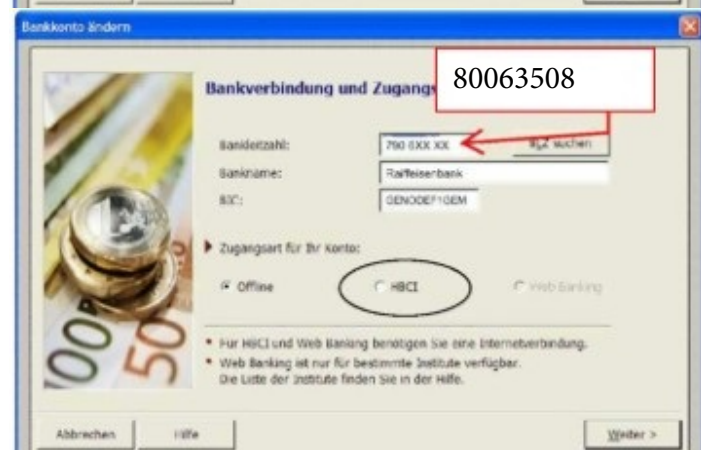 Bankkonto ändern
Bankverbindung und Zugangs
80063508
Bankleitzahl:
790 6XX XX
BLZ suchen
Bankname:
Raiffeisenbank
BIC:
GENODEF1GEM
Zugangsart für Ihr Konto:
Offline
HBCI
Web Banking
• Für HBCI und Web Banking benötigen Sie eine Internetverbindung.
• Web Banking ist nur für bestimmte Institute verfügbar.
Die Liste der Institute finden Sie in der Hilfe.
Abbrechen
Hilfe
Weiter >